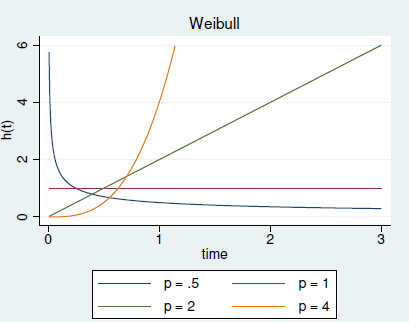 Weibull
h(t)
6
4
2
0
0 1 2 3
time
p = .5 p = 1
p = 2 p = 4